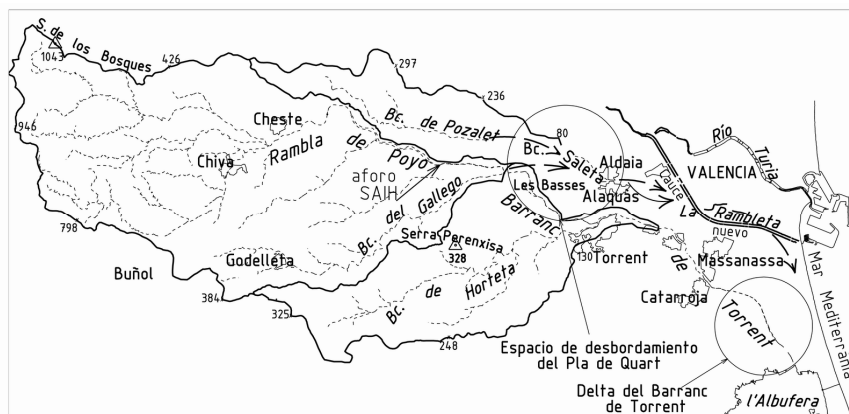 S. de los Bosques
1043
426
297
236
946
Cheste
Bc. de Pozalet
80
Bc.
Saleta
Aldaia
Río
Turia
VALENCIA
Chiva
Rambla
de
Poyo
aforo
SAIH
Les Basses
Alaquás
Cauce
nuevo
La
Rambleta
Bc. del Gallego
Barranc
de
Torrent
798
Buñol
Godelleta
Serra Perenxisa
328
130
Torrent
Massanassa
Catarroja
Mar Mediterrania
384
325
Bc. de Horteta
248
Espacio de desbordamiento
del Pla de Quart
Delta del Barranc
de Torrent
l'Albufera